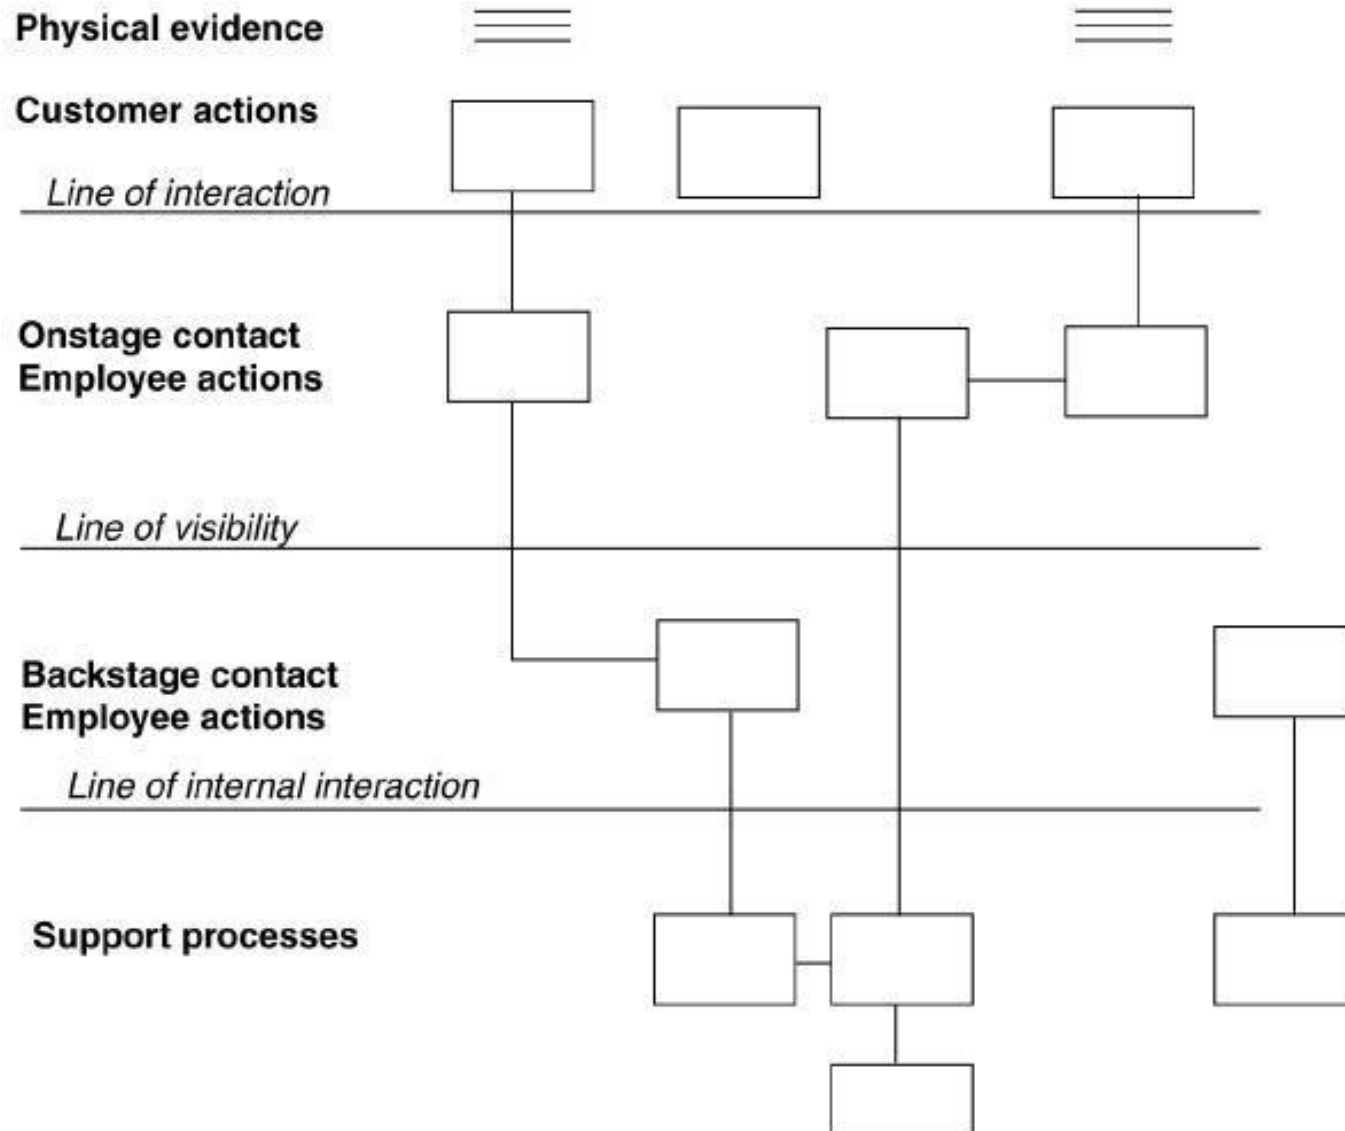 Physical evidence
Customer actions
Line of interaction
Onstage contact
Employee actions
Line of visibility
Backstage contact
Employee actions
Line of internal interaction
Support processes